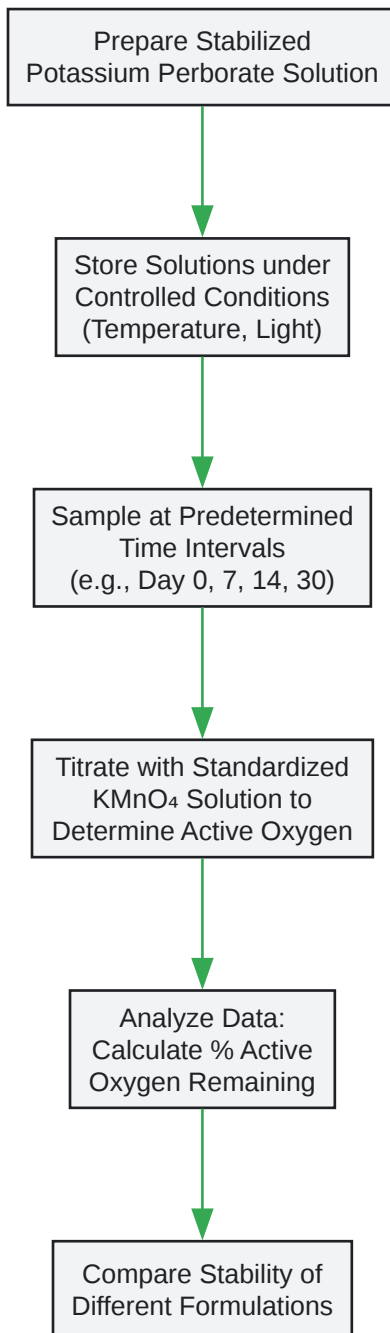 Prepare Stabilized
Potassium Perborate Solution
Store Solutions under
Controlled Conditions
(Temperature, Light)
Sample at Predetermined
Time Intervals
(e.g., Day 0, 7, 14, 30)
Titrate with Standardized
KMnO₄ Solution to
Determine Active Oxygen
Analyze Data:
Calculate % Active
Oxygen Remaining
Compare Stability of
Different Formulations